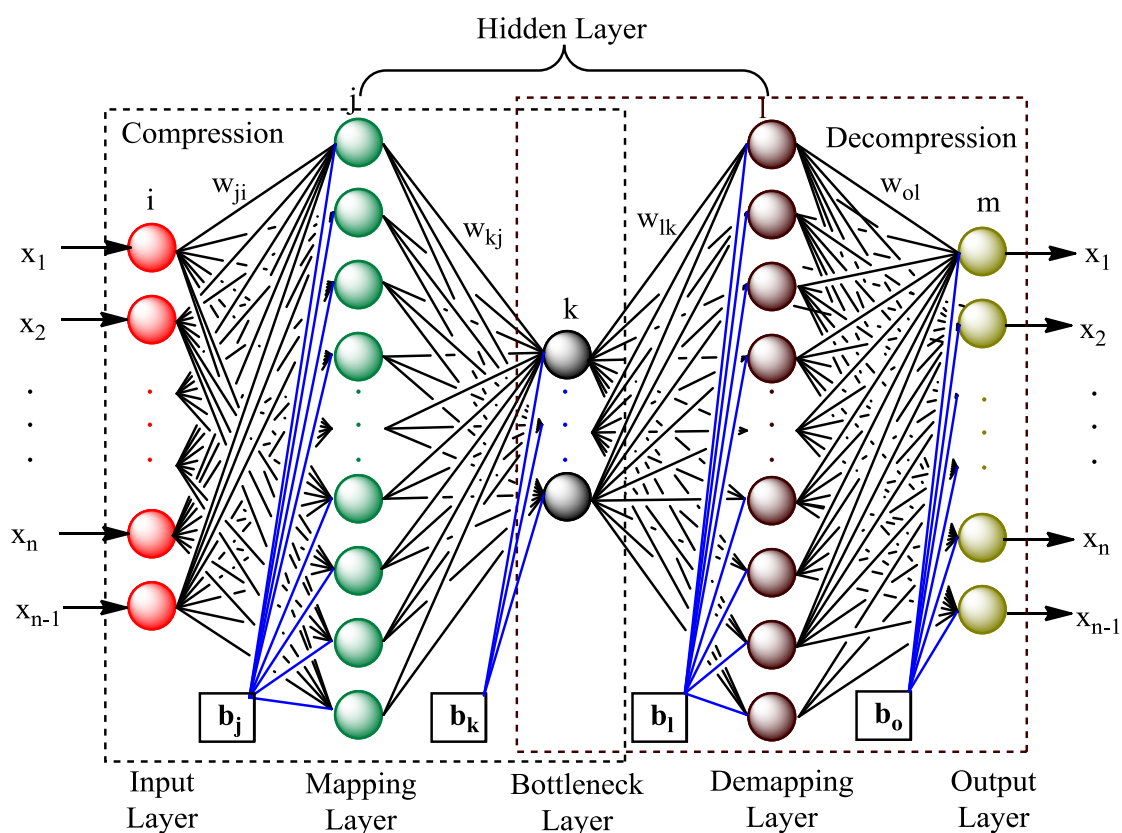 Hidden Layer
j
l
Compression
Decompression
i
w_ji
w_kj
w_lk
w_ol
m
x_1
x_1
k
x_2
x_2
x_n
x_n
x_n-1
x_n-1
b_j
b_k
b_l
b_o
Input
Layer
Mapping
Layer
Bottleneck
Layer
Demapping
Layer
Output
Layer